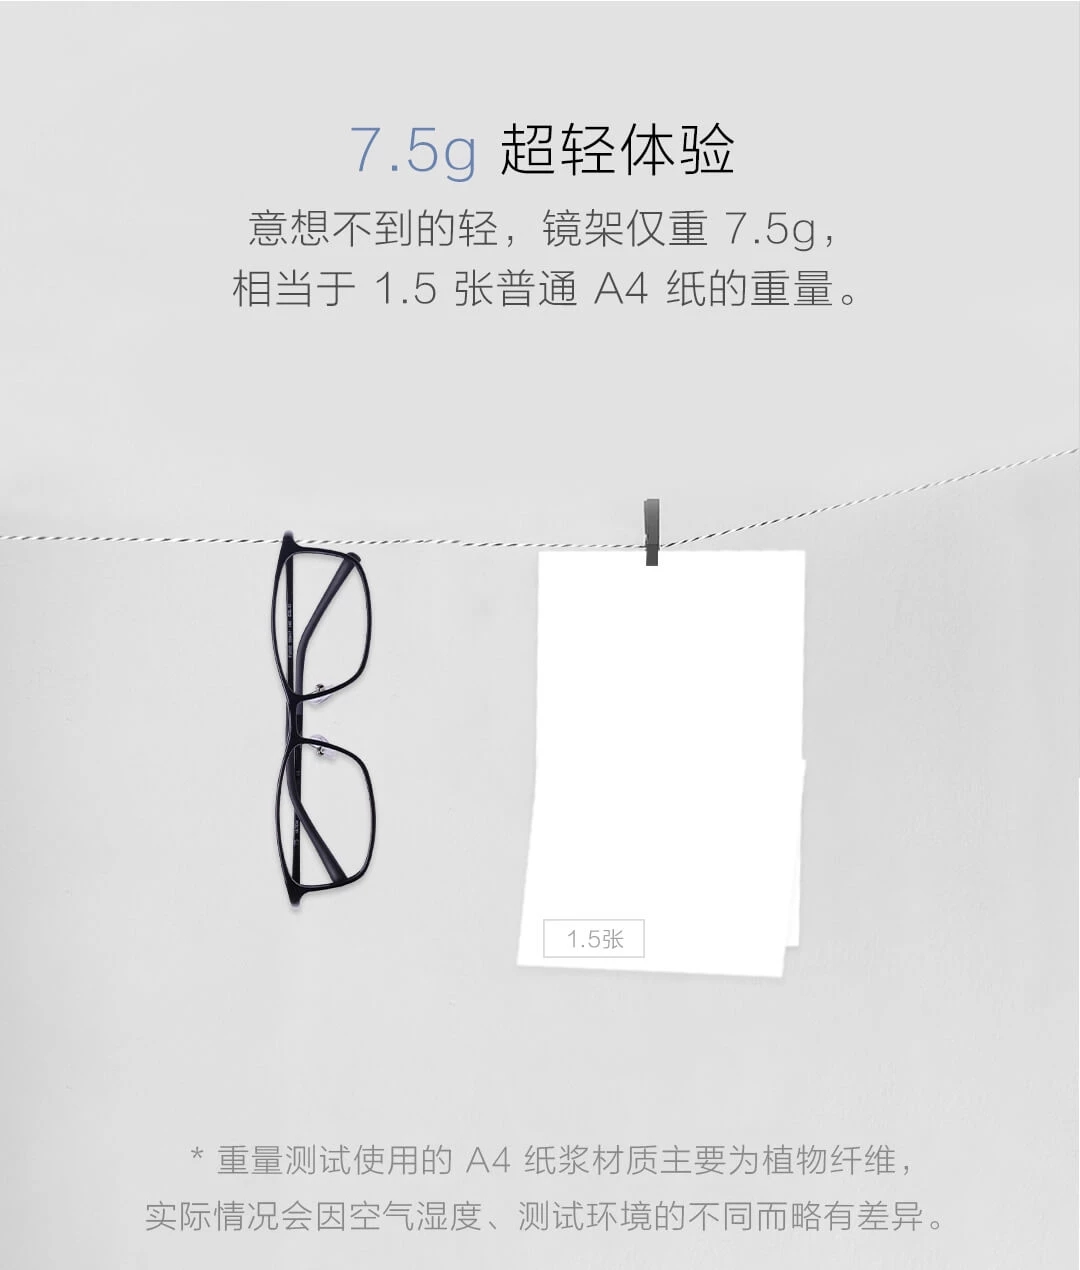 7.5g 超轻体验
意想不到的轻，镜架仅重 7.5g，
相当于 1.5 张普通 A4 纸的重量。
1.5张
* 重量测试使用的 A4 纸浆材质主要为植物纤维，
实际情况会因空气湿度、测试环境的不同而略有差异。